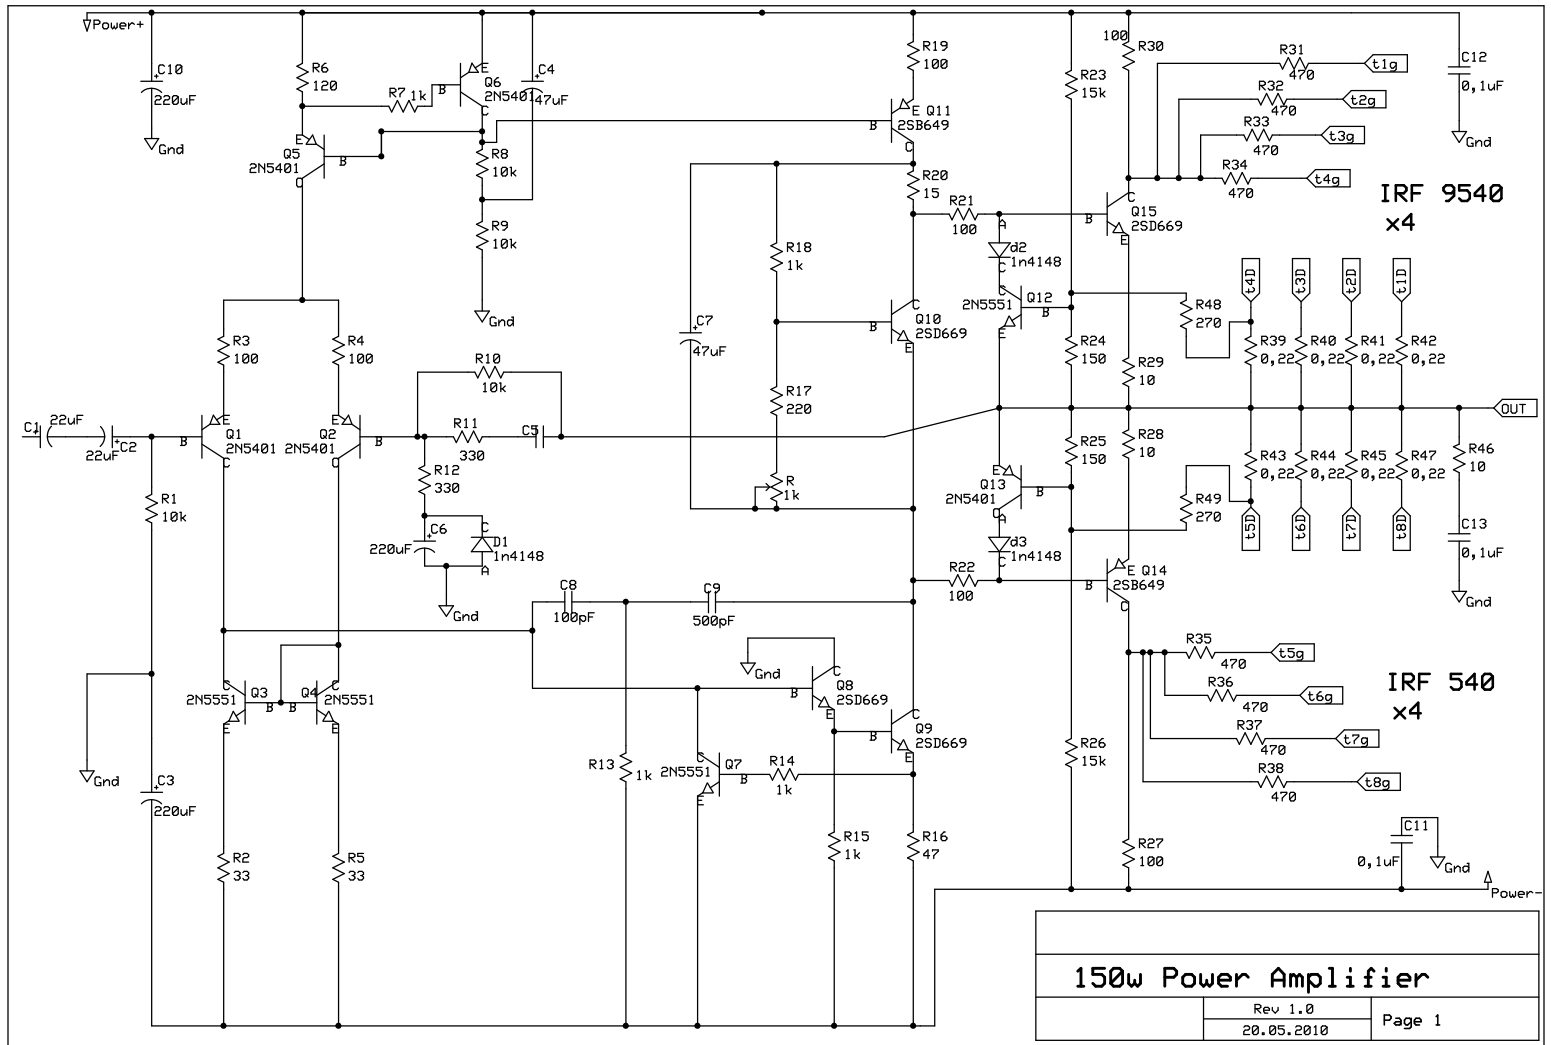 Power+
C10
220uF
Gnd
R6
120
R7 1k
Q6
2N5401
C4
47uF
Q5
2N5401
R8
10k
R9
10k
Gnd
R19
100
Q11
2SB649
R20
15
R21
100
R23
15k
100
R30
R31
470
t1g
R32
470
t2g
R33
470
t3g
R34
470
t4g
C12
0,1uF
Gnd
IRF 9540
x4
Q15
2SD669
d2
1n4148
2N5551
Q12
R18
1k
C7
47uF
Q10
2SD669
R24
150
R29
10
R48
270
t4D
t3D
t2D
t1D
R39
0,22
R40
0,22
R41
0,22
R42
0,22
OUT
R3
100
R4
100
R10
10k
R17
220
C1
22uF
22uF
C2
Q1
2N5401
Q2
2N5401
R11
330
C5
R12
330
R1
10k
C6
220uF
D1
1n4148
Gnd
R
1k
Q13
2N5401
d3
1n4148
R25
150
R28
10
R49
270
R43
0,22
R44
0,22
R45
0,22
R47
0,22
t5D
t6D
t7D
t8D
R46
10
C13
0,1uF
Gnd
R22
100
Q14
2SB649
C8
100pF
C9
500pF
Gnd
Q8
2SD669
Q9
2SD669
2N5551
Q3
Q4
2N5551
Gnd
C3
220uF
R13
1k
2N5551
Q7
R14
1k
R15
1k
R16
47
R26
15k
R27
100
R35
470
t5g
R36
470
t6g
R37
470
t7g
R38
470
t8g
IRF 540
x4
R2
33
R5
33
C11
0,1uF
Gnd
Power-
150w Power Amplifier
Rev 1.0
20.05.2010
Page 1